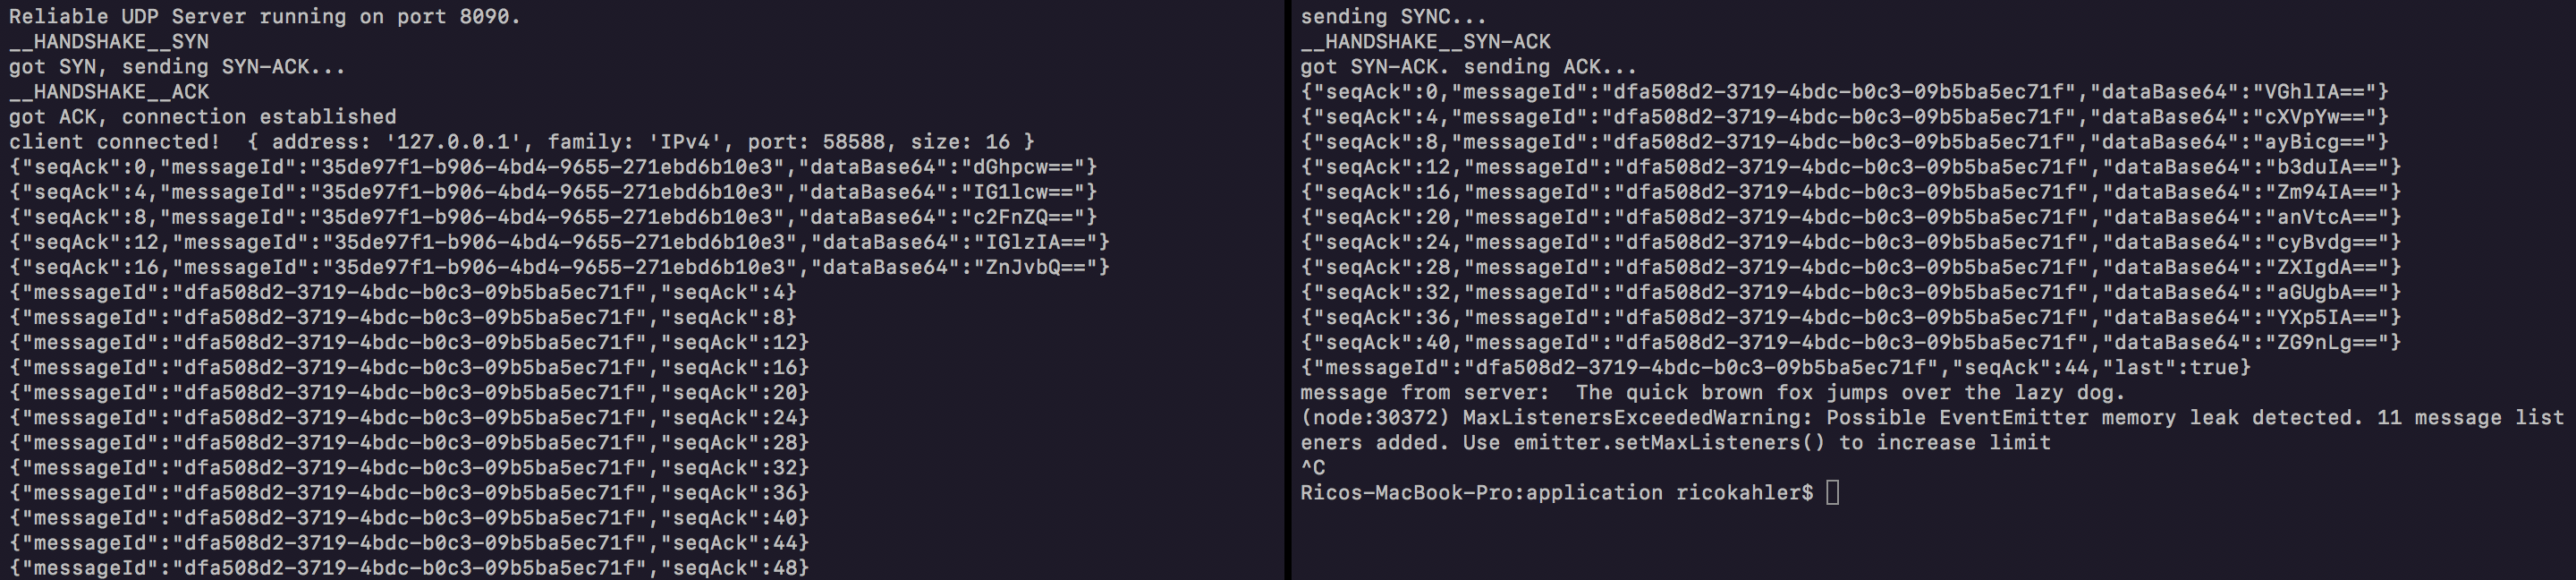 Reliable UDP Server running on port 8090.
__HANDSHAKE__SYN
got SYN, sending SYN-ACK...
__HANDSHAKE__ACK
got ACK, connection established
client connected!  { address: '127.0.0.1', family: 'IPv4', port: 58588, size: 16 }
{"seqAck":0,"messageId":"35de97f1-b906-4bd4-9655-271ebd6b10e3","dataBase64":"dGhpcw=="}
{"seqAck":4,"messageId":"35de97f1-b906-4bd4-9655-271ebd6b10e3","dataBase64":"IG1lcw=="}
{"seqAck":8,"messageId":"35de97f1-b906-4bd4-9655-271ebd6b10e3","dataBase64":"c2FnZQ=="}
{"seqAck":12,"messageId":"35de97f1-b906-4bd4-9655-271ebd6b10e3","dataBase64":"IGlzIA=="}
{"seqAck":16,"messageId":"35de97f1-b906-4bd4-9655-271ebd6b10e3","dataBase64":"ZnJvbQ=="}
{"messageId":"dfa508d2-3719-4bdc-b0c3-09b5ba5ec71f","seqAck":4}
{"messageId":"dfa508d2-3719-4bdc-b0c3-09b5ba5ec71f","seqAck":8}
{"messageId":"dfa508d2-3719-4bdc-b0c3-09b5ba5ec71f","seqAck":12}
{"messageId":"dfa508d2-3719-4bdc-b0c3-09b5ba5ec71f","seqAck":16}
{"messageId":"dfa508d2-3719-4bdc-b0c3-09b5ba5ec71f","seqAck":20}
{"messageId":"dfa508d2-3719-4bdc-b0c3-09b5ba5ec71f","seqAck":24}
{"messageId":"dfa508d2-3719-4bdc-b0c3-09b5ba5ec71f","seqAck":28}
{"messageId":"dfa508d2-3719-4bdc-b0c3-09b5ba5ec71f","seqAck":32}
{"messageId":"dfa508d2-3719-4bdc-b0c3-09b5ba5ec71f","seqAck":36}
{"messageId":"dfa508d2-3719-4bdc-b0c3-09b5ba5ec71f","seqAck":40}
{"messageId":"dfa508d2-3719-4bdc-b0c3-09b5ba5ec71f","seqAck":44}
{"messageId":"dfa508d2-3719-4bdc-b0c3-09b5ba5ec71f","seqAck":48}
sending SYNC...
__HANDSHAKE__SYN-ACK
got SYN-ACK. sending ACK...
{"seqAck":0,"messageId":"dfa508d2-3719-4bdc-b0c3-09b5ba5ec71f","dataBase64":"VGhlIA=="}
{"seqAck":4,"messageId":"dfa508d2-3719-4bdc-b0c3-09b5ba5ec71f","dataBase64":"cXVpYw=="}
{"seqAck":8,"messageId":"dfa508d2-3719-4bdc-b0c3-09b5ba5ec71f","dataBase64":"ayBicg=="}
{"seqAck":12,"messageId":"dfa508d2-3719-4bdc-b0c3-09b5ba5ec71f","dataBase64":"b3duIA=="}
{"seqAck":16,"messageId":"dfa508d2-3719-4bdc-b0c3-09b5ba5ec71f","dataBase64":"Zm94IA=="}
{"seqAck":20,"messageId":"dfa508d2-3719-4bdc-b0c3-09b5ba5ec71f","dataBase64":"anVtcA=="}
{"seqAck":24,"messageId":"dfa508d2-3719-4bdc-b0c3-09b5ba5ec71f","dataBase64":"cyBvdg=="}
{"seqAck":28,"messageId":"dfa508d2-3719-4bdc-b0c3-09b5ba5ec71f","dataBase64":"ZXIgdA=="}
{"seqAck":32,"messageId":"dfa508d2-3719-4bdc-b0c3-09b5ba5ec71f","dataBase64":"aGUgbA=="}
{"seqAck":36,"messageId":"dfa508d2-3719-4bdc-b0c3-09b5ba5ec71f","dataBase64":"YXp5IA=="}
{"seqAck":40,"messageId":"dfa508d2-3719-4bdc-b0c3-09b5ba5ec71f","dataBase64":"ZG9nLg=="}
{"messageId":"dfa508d2-3719-4bdc-b0c3-09b5ba5ec71f","seqAck":44,"last":true}
message from server:  The quick brown fox jumps over the lazy dog.
(node:30372) MaxListenersExceededWarning: Possible EventEmitter memory leak detected. 11 message list
eners added. Use emitter.setMaxListeners() to increase limit
^C
Ricos-MacBook-Pro:application ricokahler$